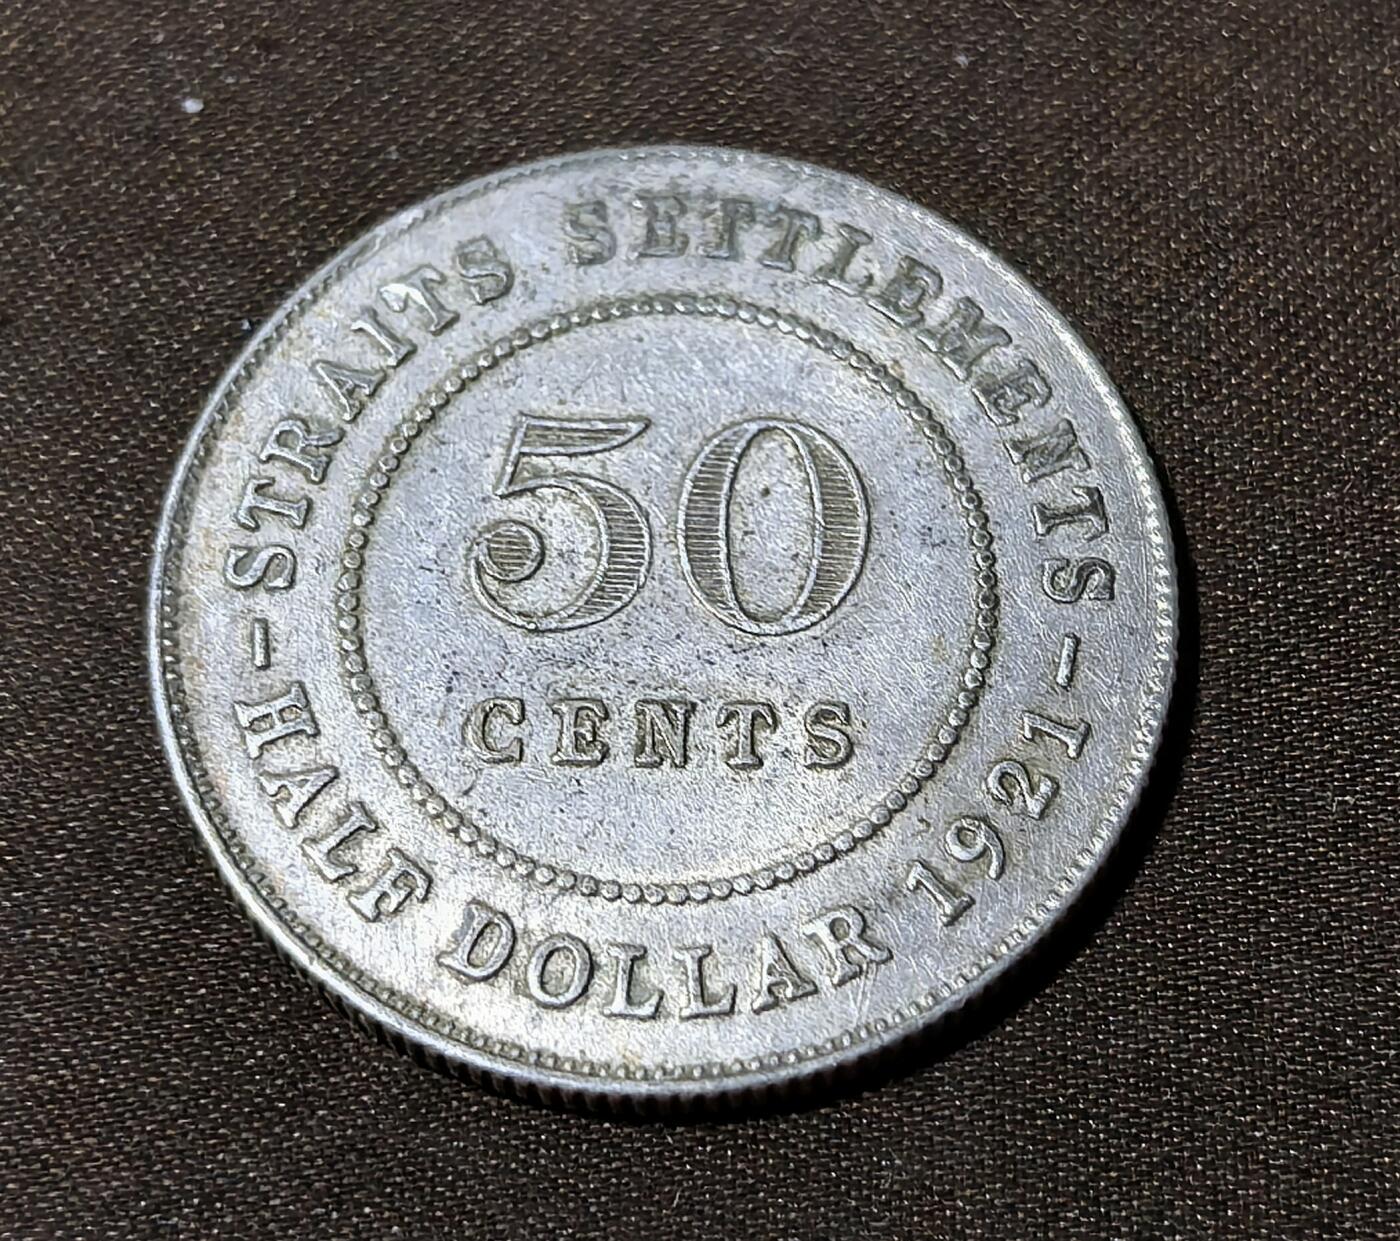 STRAITS SETTLEMENTS
50
CENTS
- HALF DOLLAR 1921 -